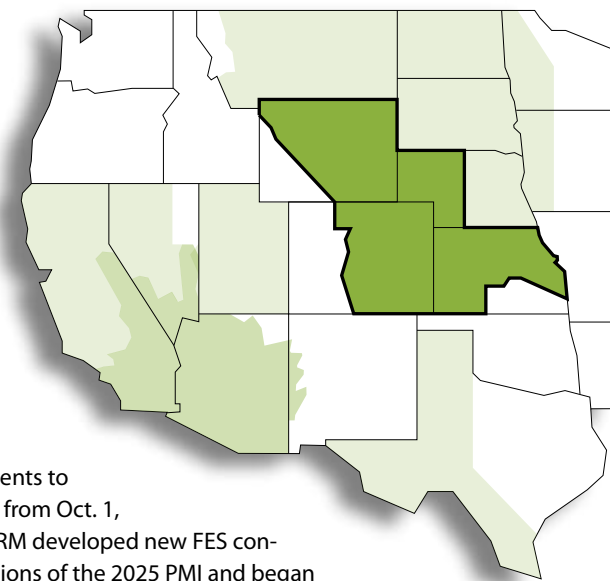 ents to
from Oct. 1,
RM developed new FES con-
ions of the 2025 PMI and began